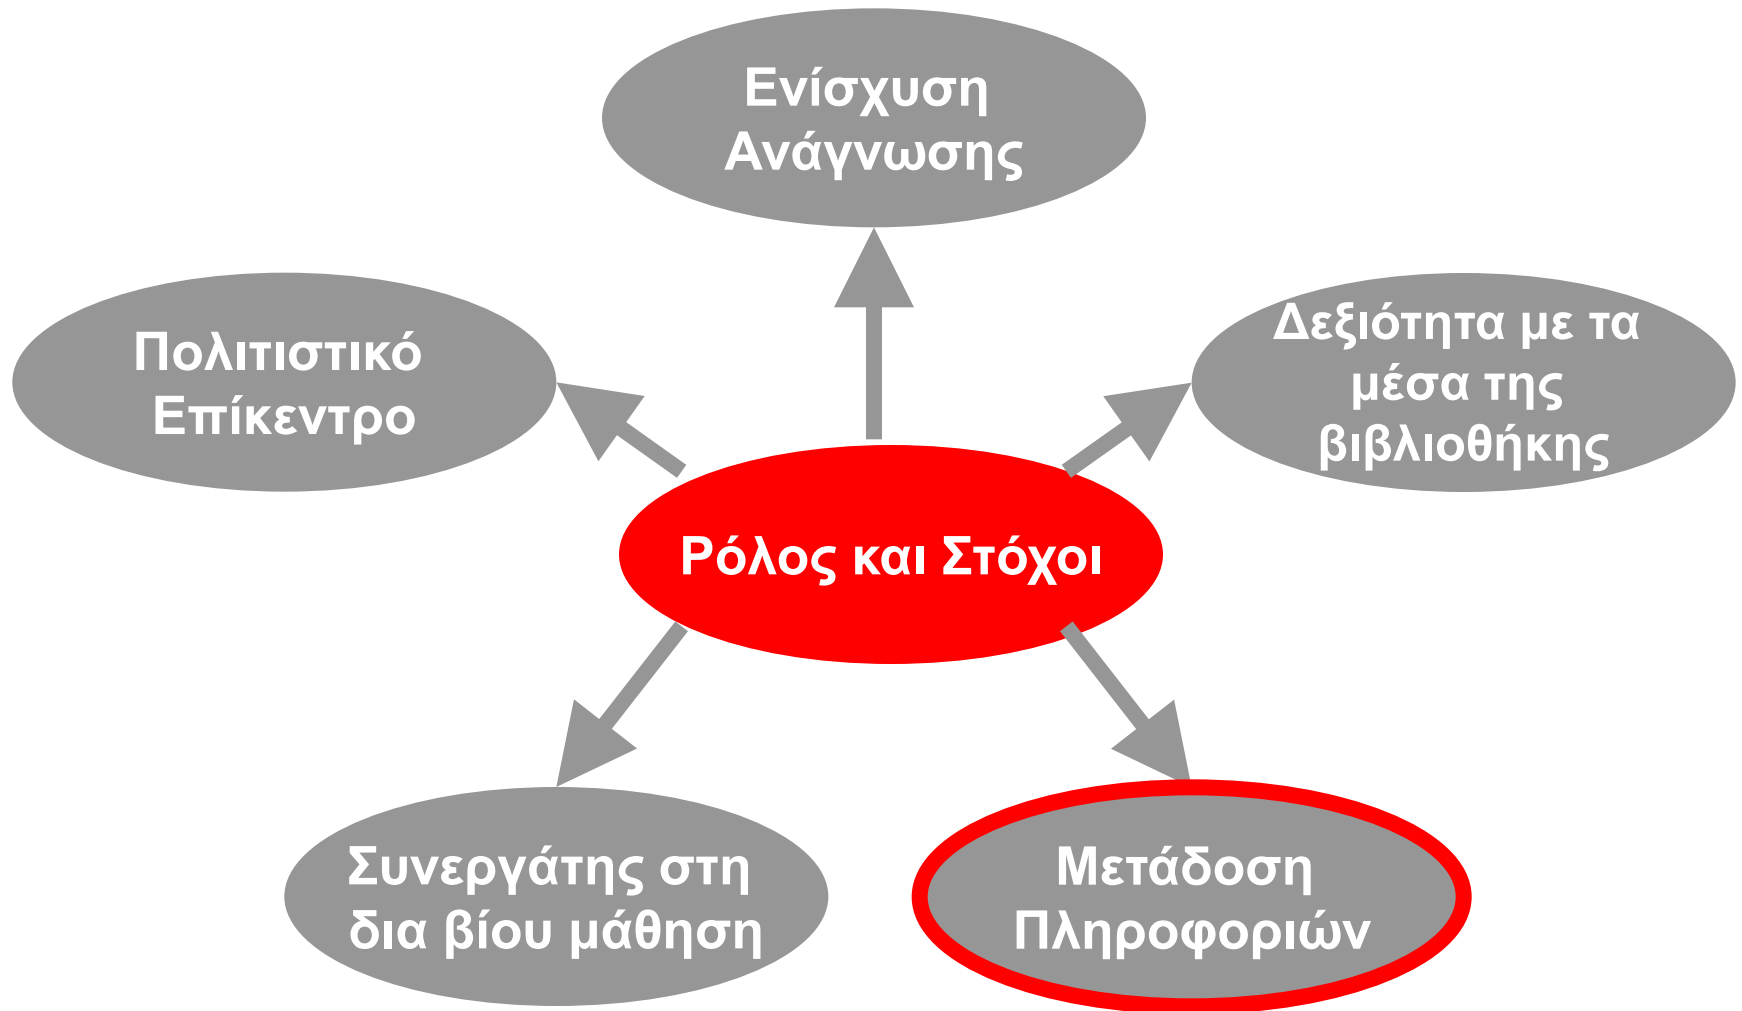 Ενίσχυση
Ανάγνωσης
Πολιτιστικό
Επίκεντρο
Δεξιότητα με τα
μέσα της
βιβλιοθήκης
Ρόλος και Στόχοι
Συνεργάτης στη
δια βίου μάθηση
Μετάδοση
Πληροφοριών